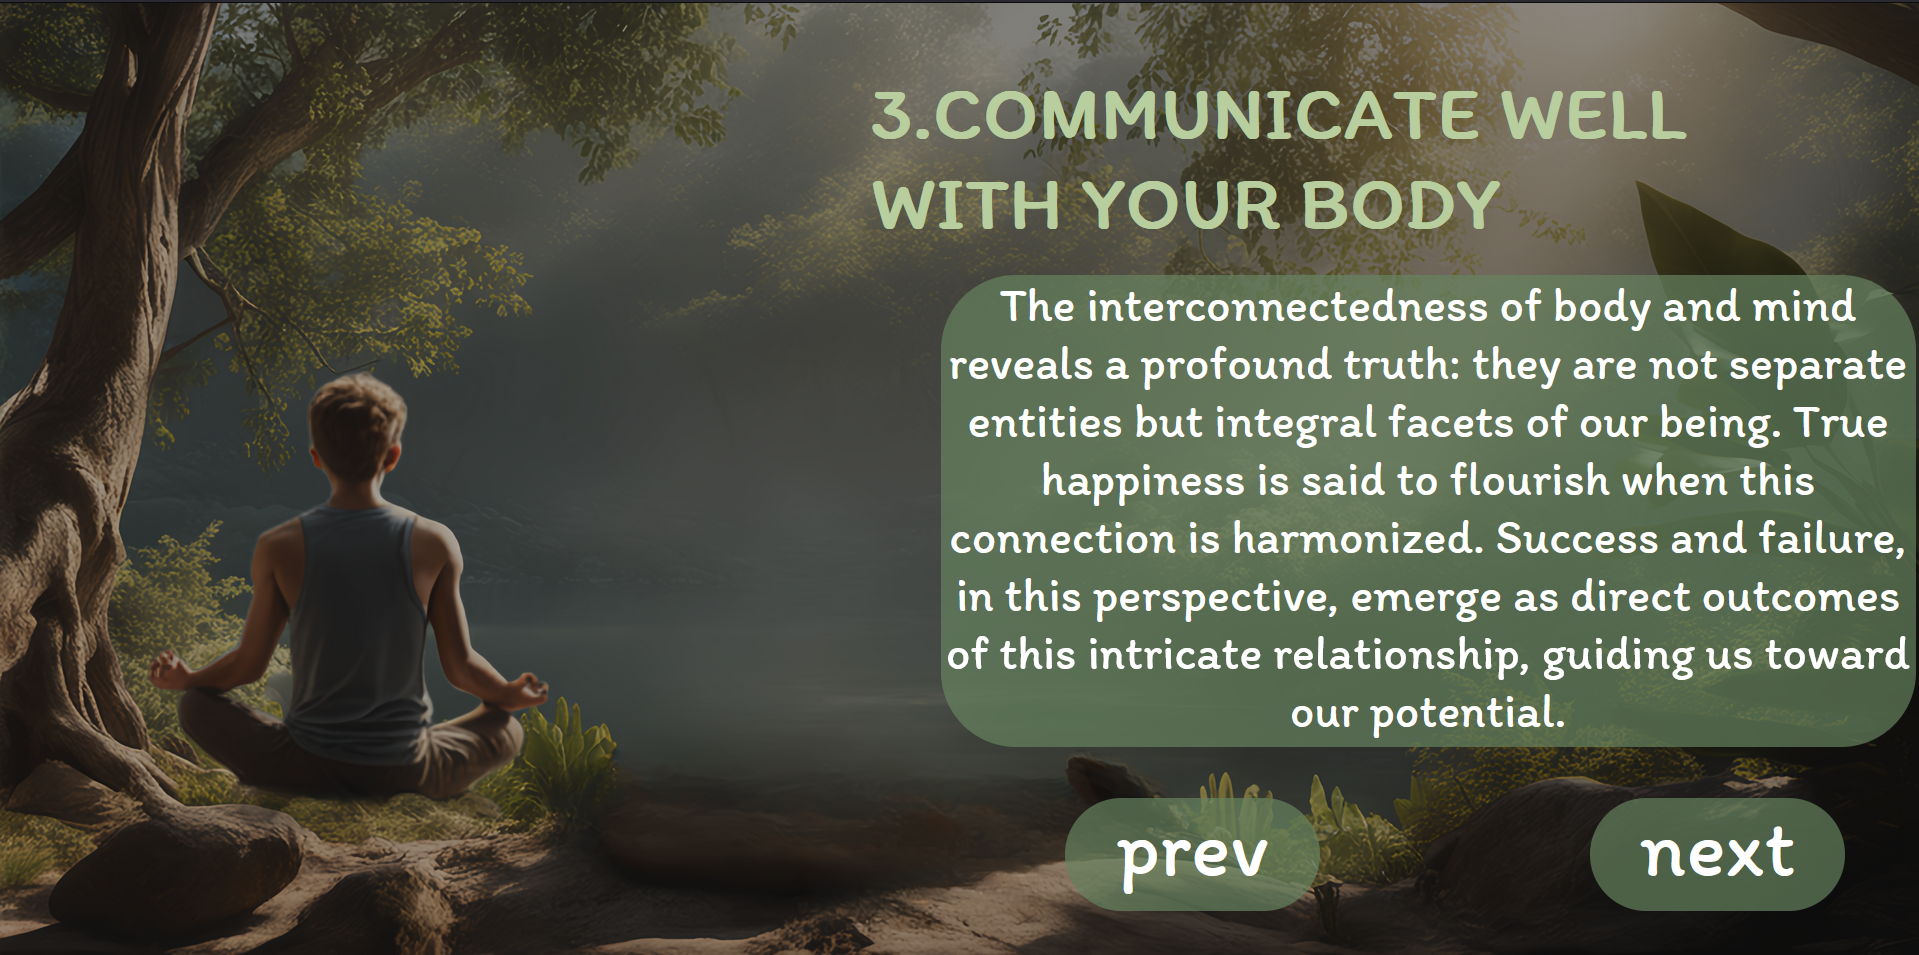 3.COMMUNICATE WELL
WITH YOUR BODY
The interconnectedness of body and mind
reveals a profound truth: they are not separate
entities but integral facets of our being. True
happiness is said to flourish when this
connection is harmonized. Success and failure,
in this perspective, emerge as direct outcomes
of this intricate relationship, guiding us toward
our potential.
prev
next